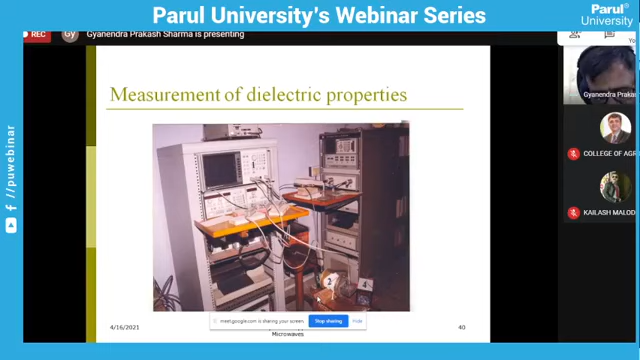 Parul University's Webinar Series
Parul®
University
REC
Gy
Gyanendra Prakash Sharma is presenting
Yo
Measurement of dielectric properties
Gyanendra Prakas
COLLEGE OF AGR
KAILASH MALOD
//puwebinar
2
4
meet.google.com is sharing your screen.
Stop sharing
Hide
4/16/2021
Microwaves
40